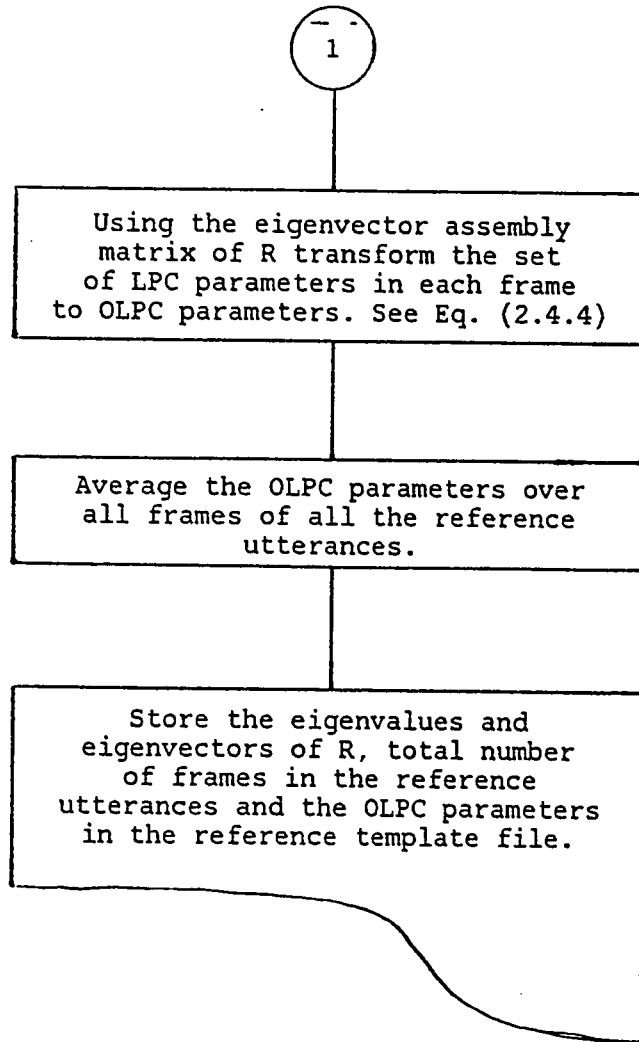 1
Using the eigenvector assembly
matrix of R transform the set
of LPC parameters in each frame
to OLPC parameters. See Eq. (2.4.4)
Average the OLPC parameters over
all frames of all the reference
utterances.
Store the eigenvalues and
eigenvectors of R, total number
of frames in the reference
utterances and the OLPC parameters
in the reference template file.